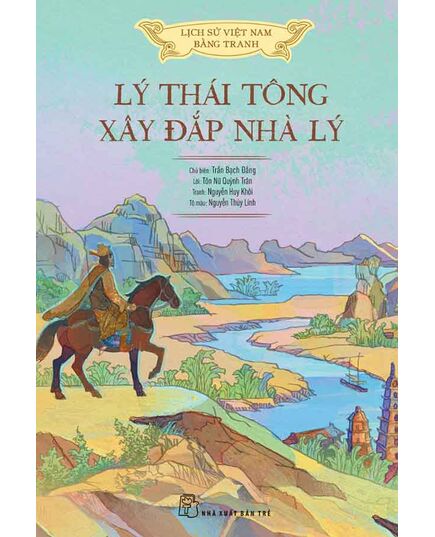 LỊCH SỬ VIỆT NAM
BẰNG TRANH
LÝ THÁI TÔNG
XÂY ĐẮP NHÀ LÝ
Chủ biên: Trần Bạch Đằng
Lời: Tôn Nữ Quỳnh Trân
Tranh: Nguyễn Huy Khôi
Tô màu: Nguyễn Thùy Linh
NHÀ XUẤT BẢN TRẺ